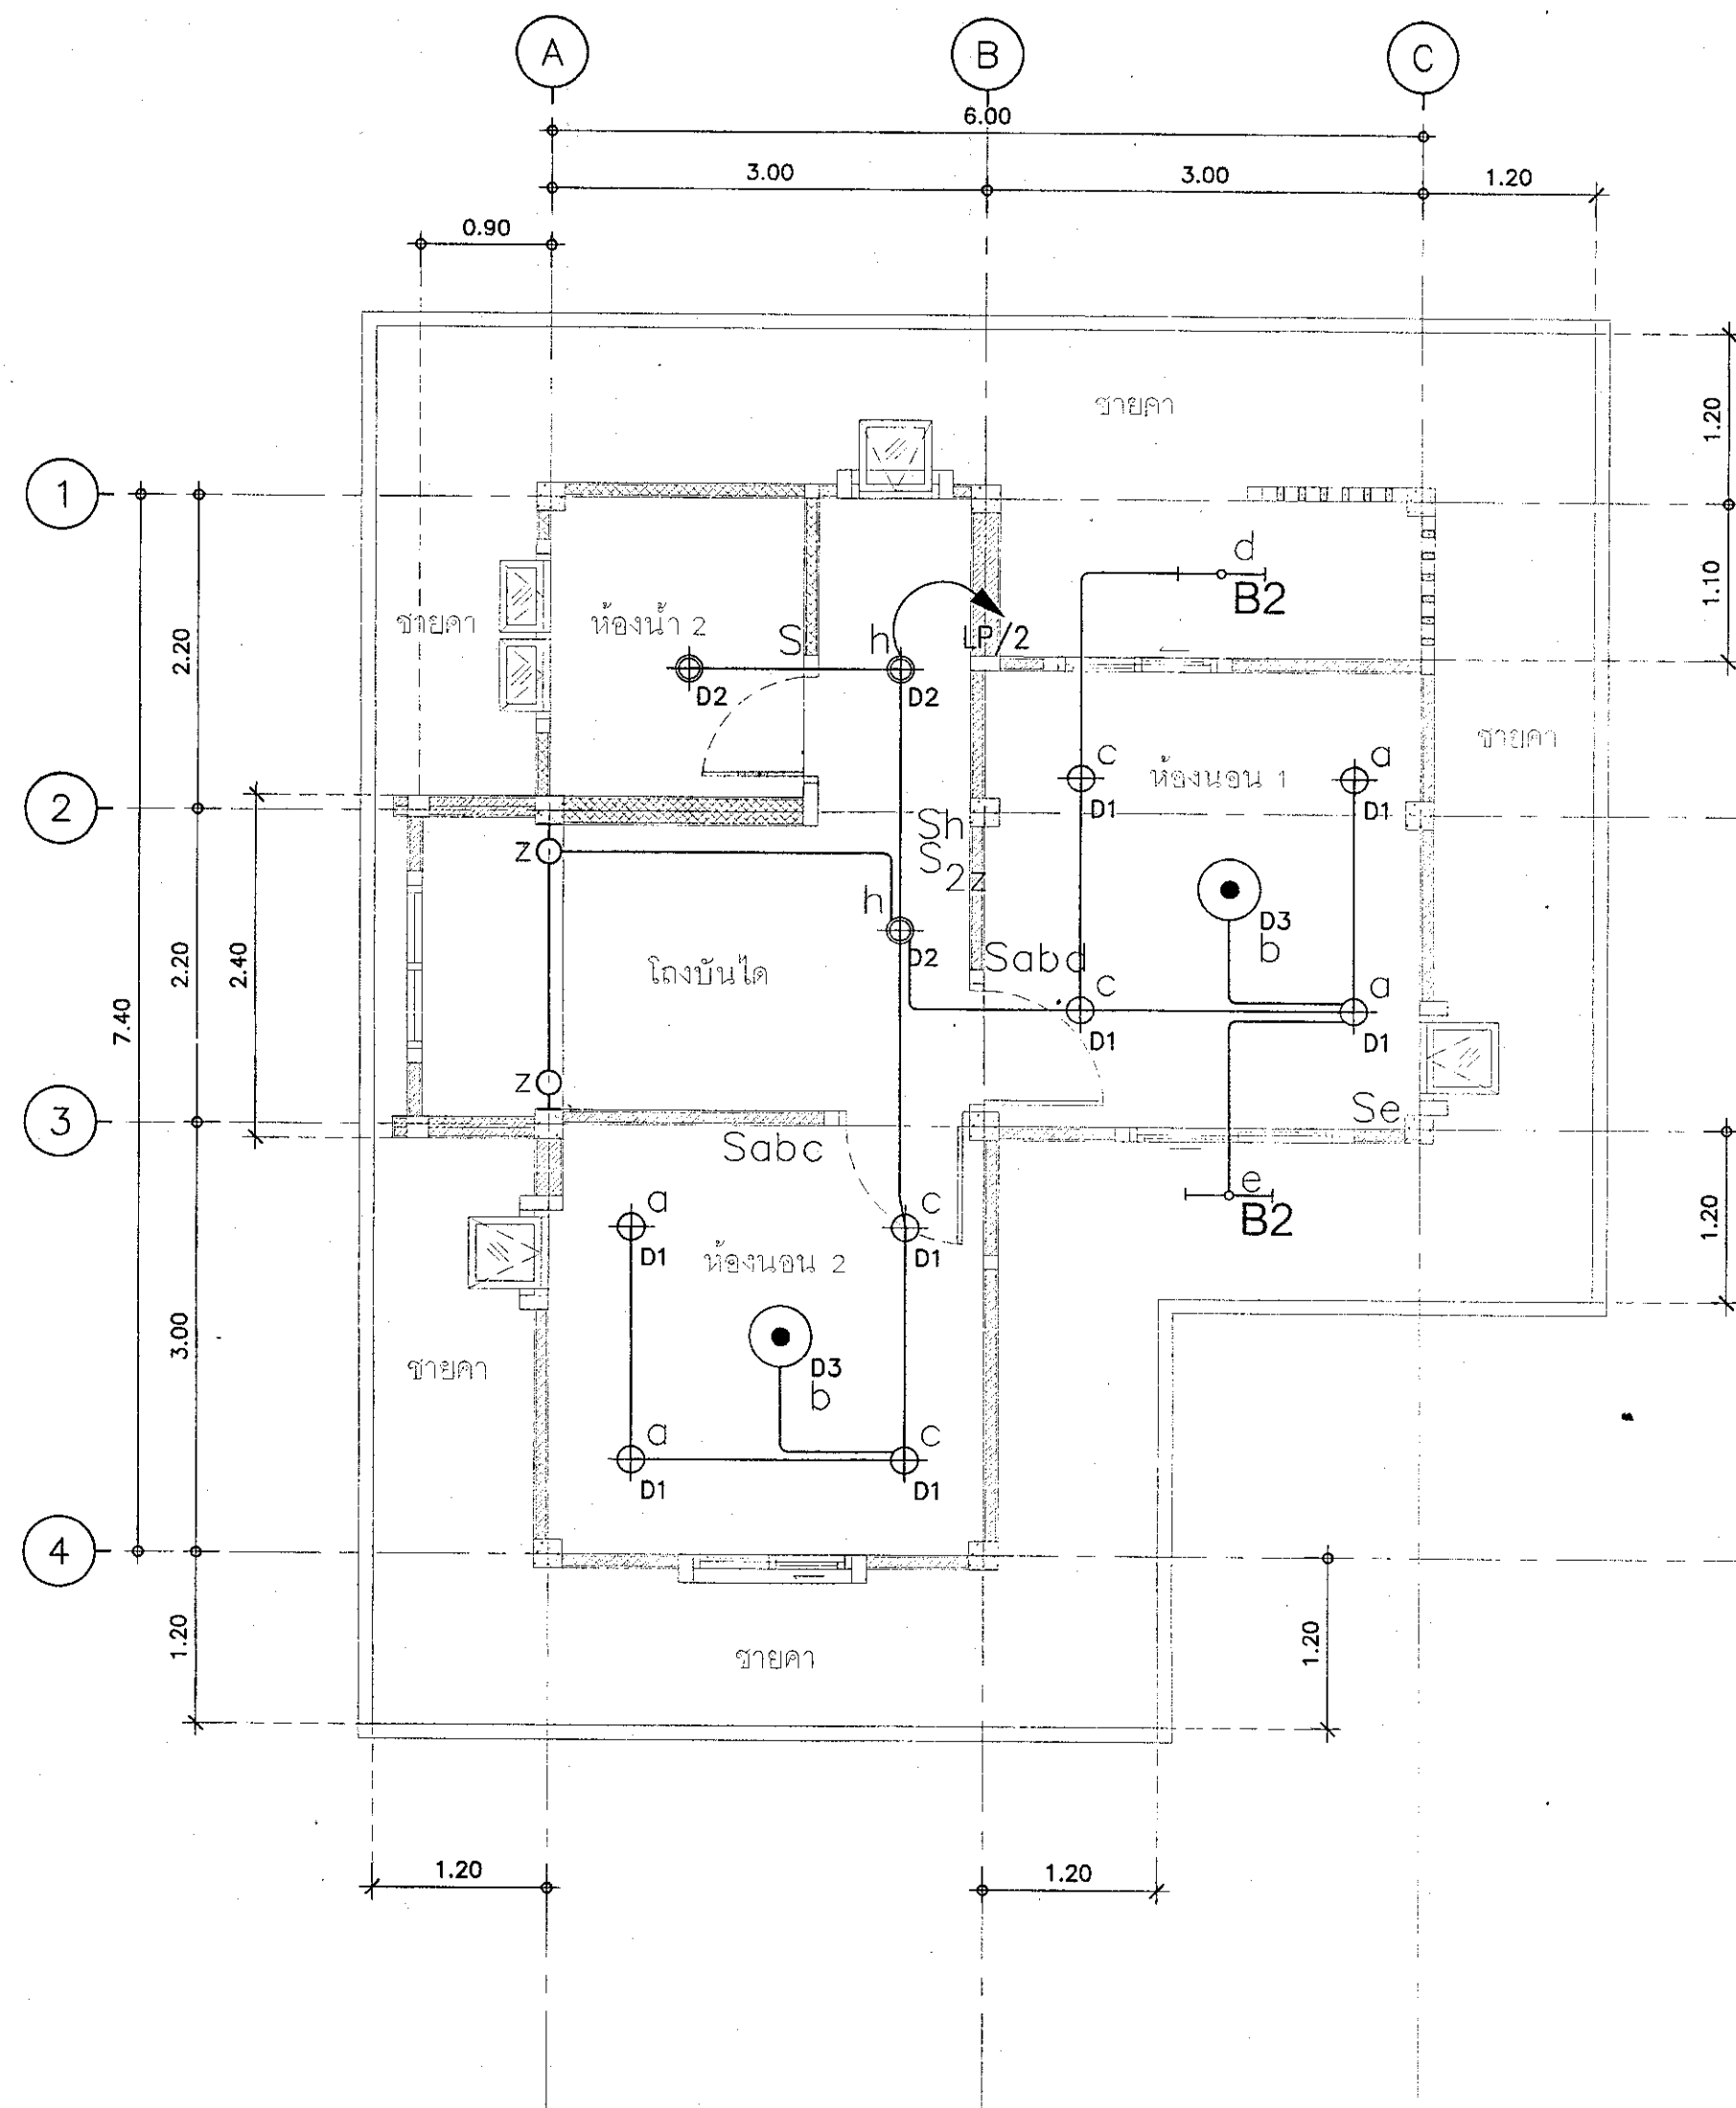 A
B
C
6.00
3.00
3.00
1.20
0.90
ชายคา
1.20
1
d
B2
1.10
ชายคา
ห้องน้ำ 2
S
h
LP/2
2.20
D2
D2
ชายคา
c
ห้องนอน 1
a
2
D1
D1
Sh
S2z
z
h
D3
b
D2
2.20
2.40
7.40
โถงบันได
Sabd
c
a
D1
D1
z
3
Sabc
Se
e
B2
1.20
a
c
D1
ห้องนอน 2
D1
3.00
ชายคา
D3
b
a
c
D1
D1
4
1.20
1.20
ชายคา
1.20
1.20